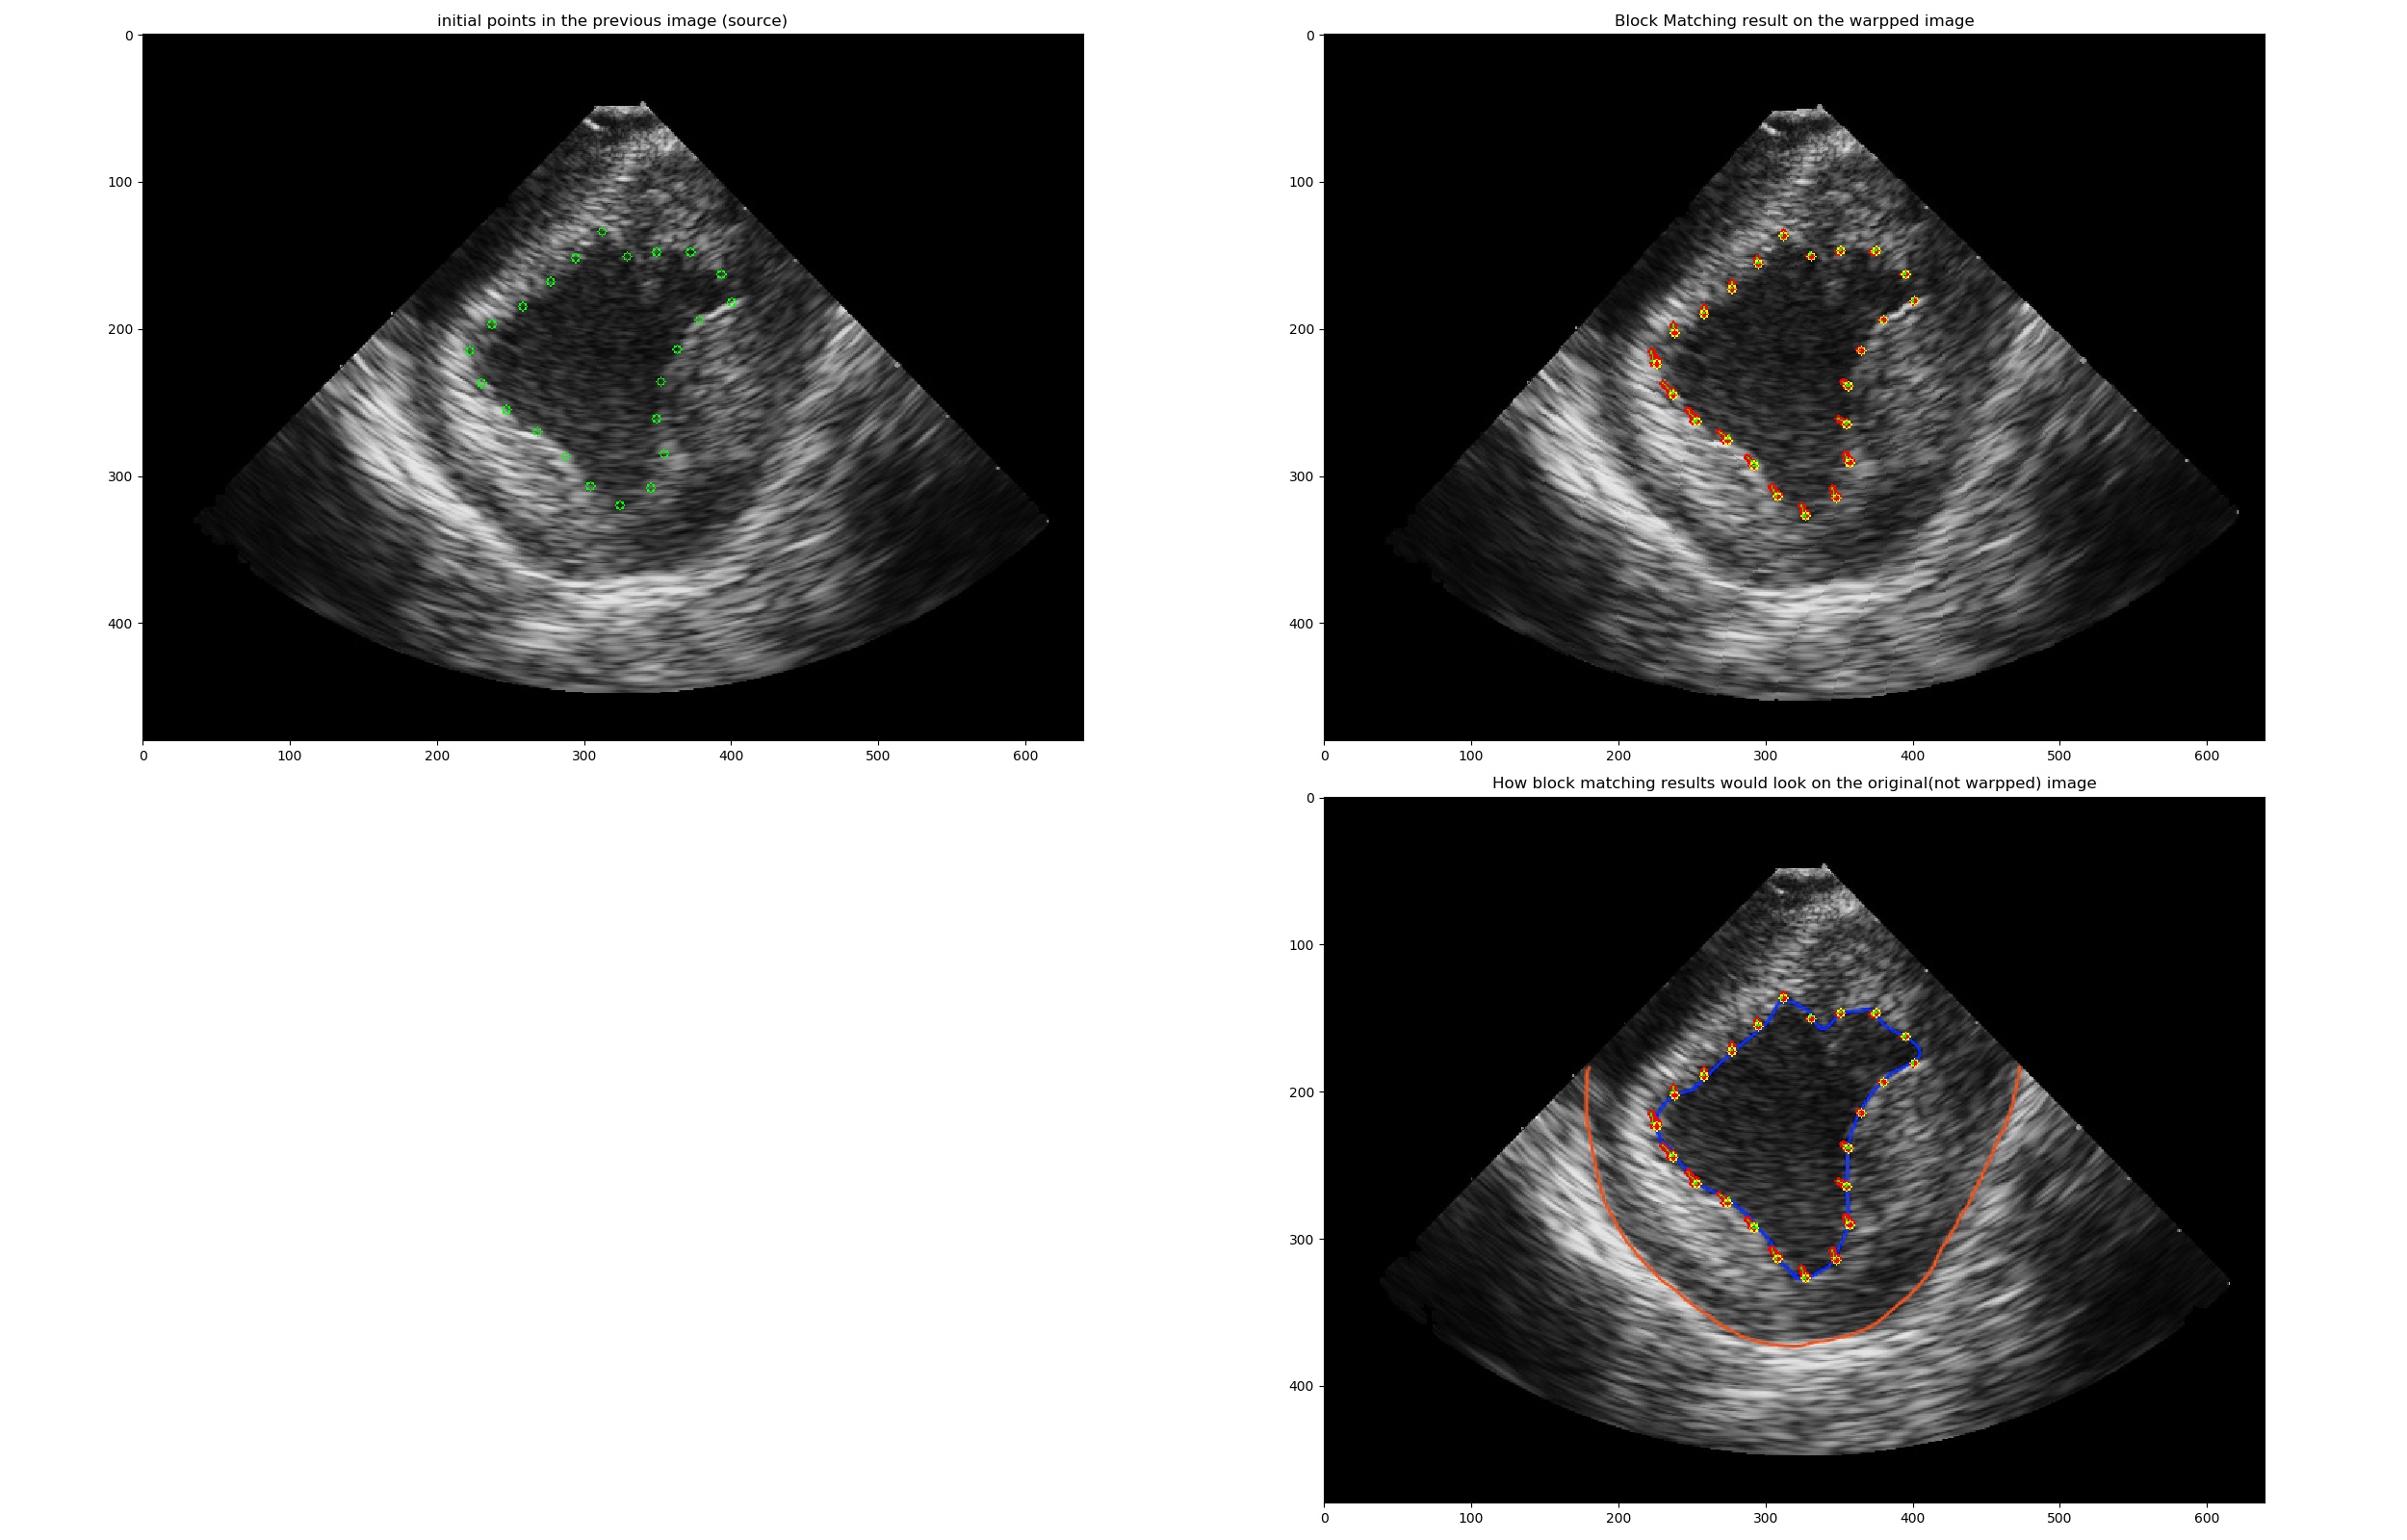 initial points in the previous image (source)
0
100
200
300
400
0 100 200 300 400 500 600
Block Matching result on the warpped image
0
100
200
300
400
0 100 200 300 400 500 600
How block matching results would look on the original(not warpped) image
0
100
200
300
400
0 100 200 300 400 500 600